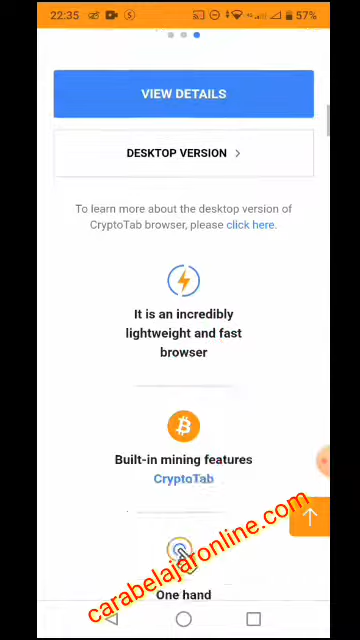 22:35
57%
VIEW DETAILS
DESKTOP VERSION
To learn more about the desktop version of
CryptoTab browser, please click here.
It is an incredibly
lightweight and fast
browser
Built-in mining features
CryptoTab
One hand
carabelajaronline.com